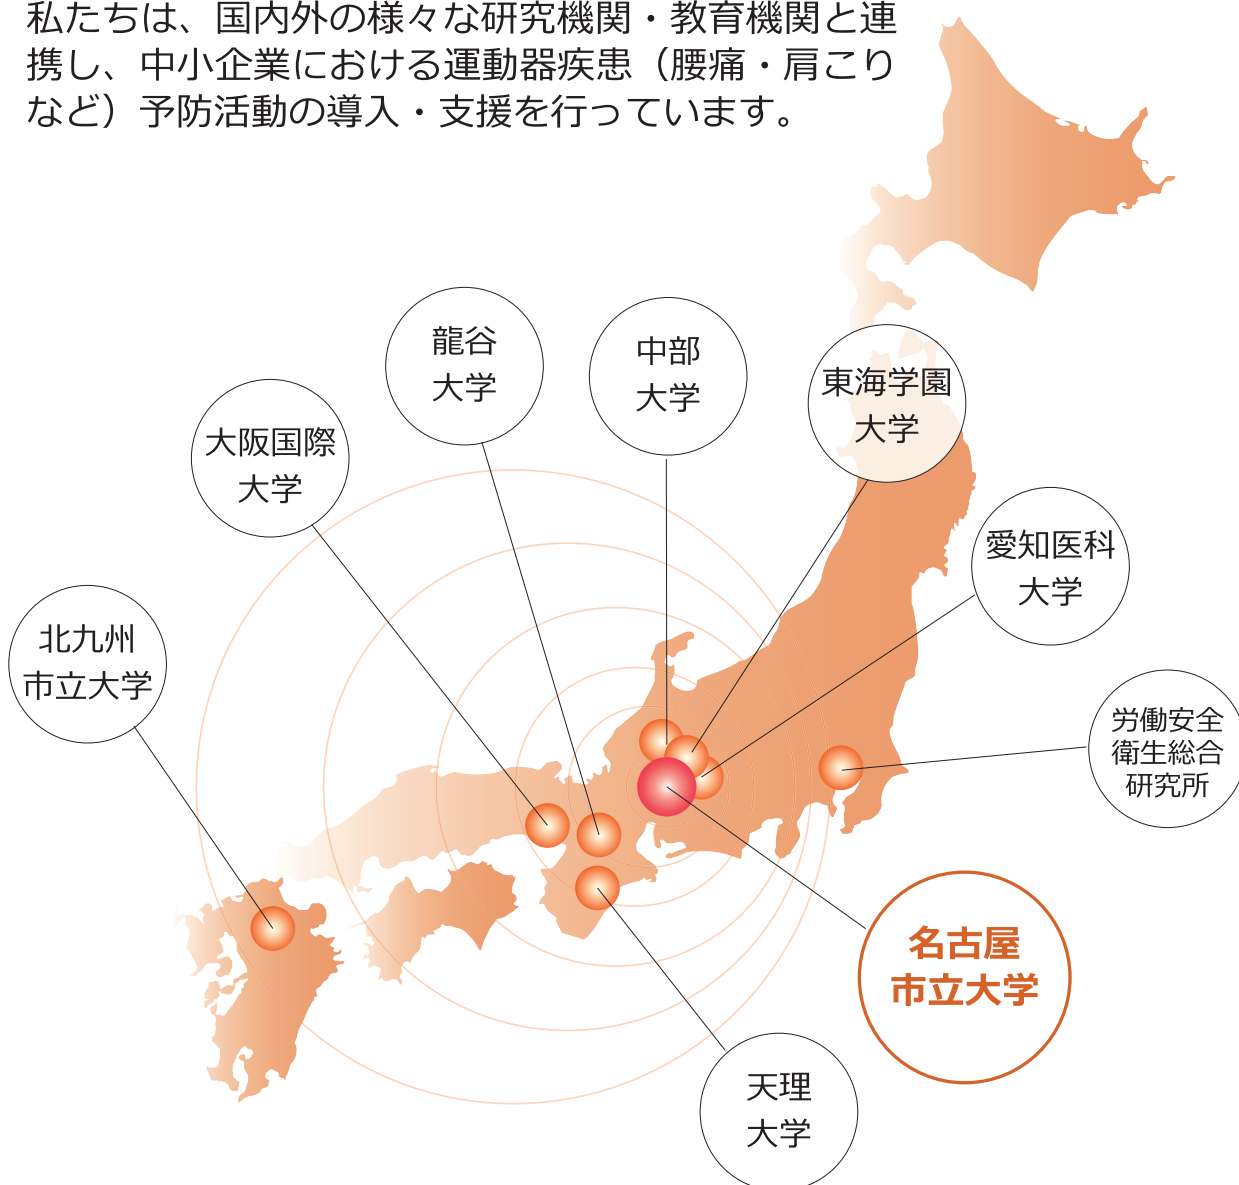 私たちは、国内外の様々な研究機関・教育機関と連
携し、中小企業における運動器疾患（腰痛・肩こり
など）予防活動の導入・支援を行っています。
龍谷
大学
中部
大学
東海学園
大学
大阪国際
大学
愛知医科
大学
北九州
市立大学
労働安全
衛生総合
研究所
名古屋
市立大学
天理
大学